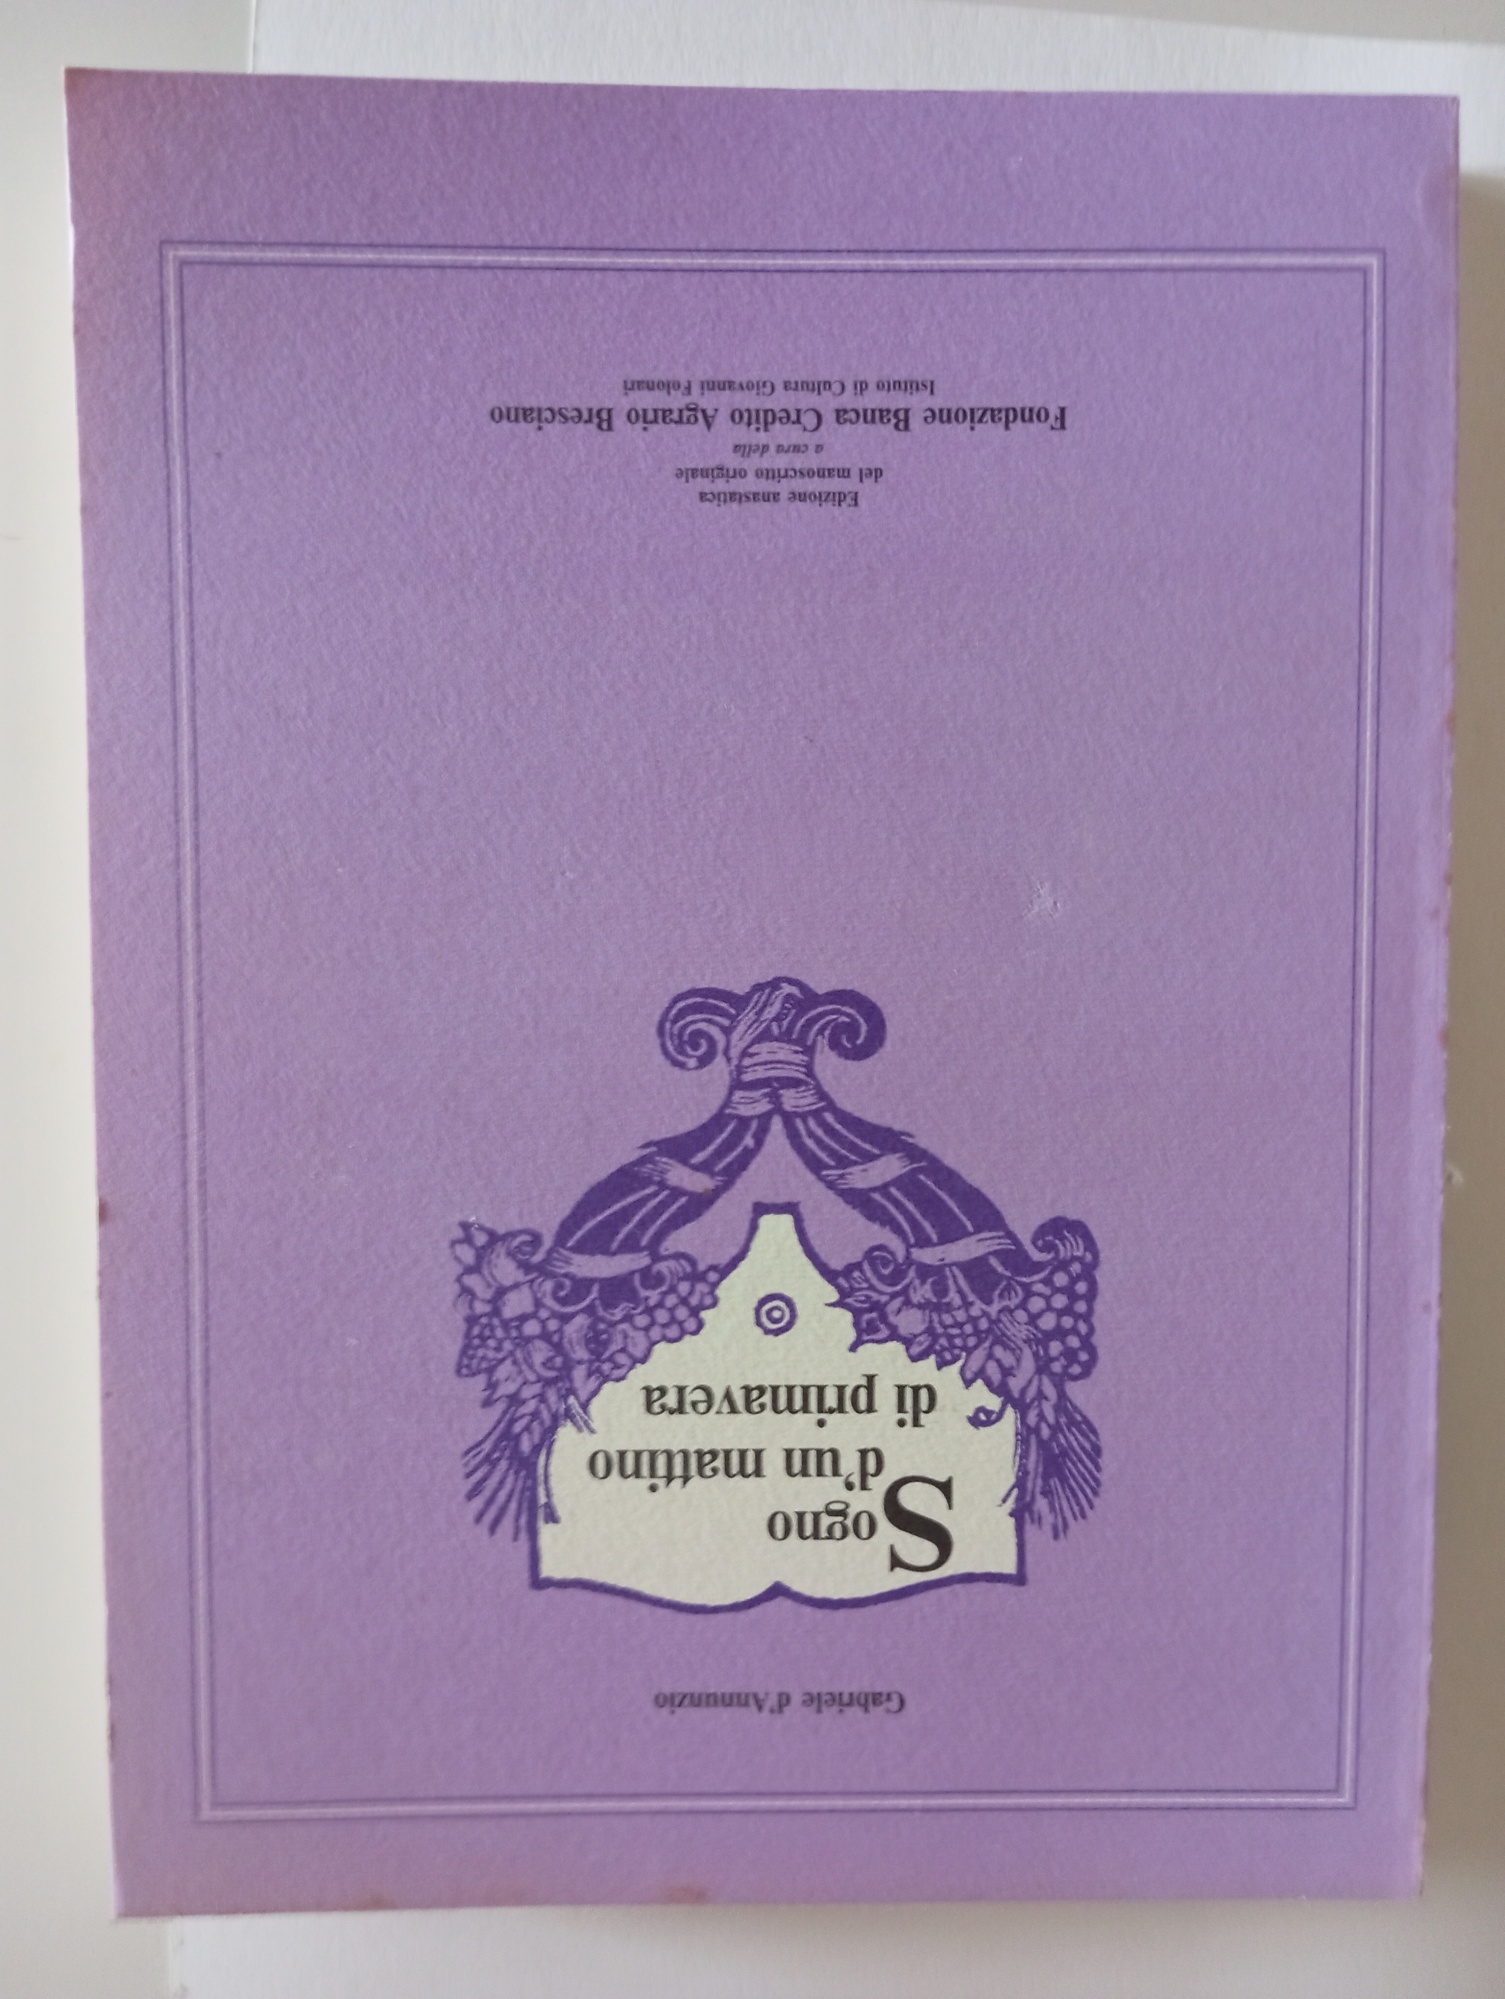 Gabriele d'Annunzio
Sogno
d'un mattino
di primavera
Edizione anastatica
del manoscritto originale
a cura della
Fondazione Banca Credito Agrario Bresciano
Istituto di Cultura Giovanni Folonari